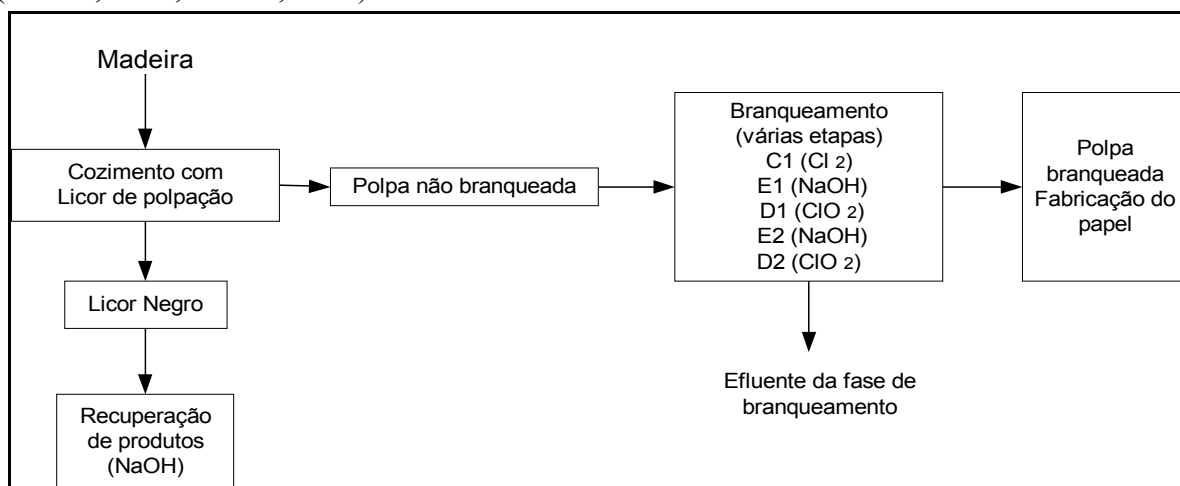 Madeira
Cozimento com
Licor de polpação
Licor Negro
Recuperação
de produtos
(NaOH)
Polpa não branqueada
Branqueamento
(várias etapas)
C1 (Cl 2)
E1 (NaOH)
D1 (ClO 2)
E2 (NaOH)
D2 (ClO 2)
Efluente da fase de
branqueamento
Polpa
branqueada
Fabricação do
papel